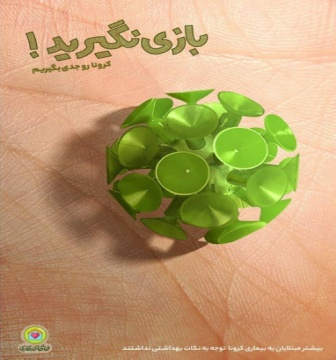 بازی نگیرید !
کرونا رو جدی بگیریم
بیشتر مبتلایان به بیماری کرونا توجه به نکات بهداشتی نداشتند